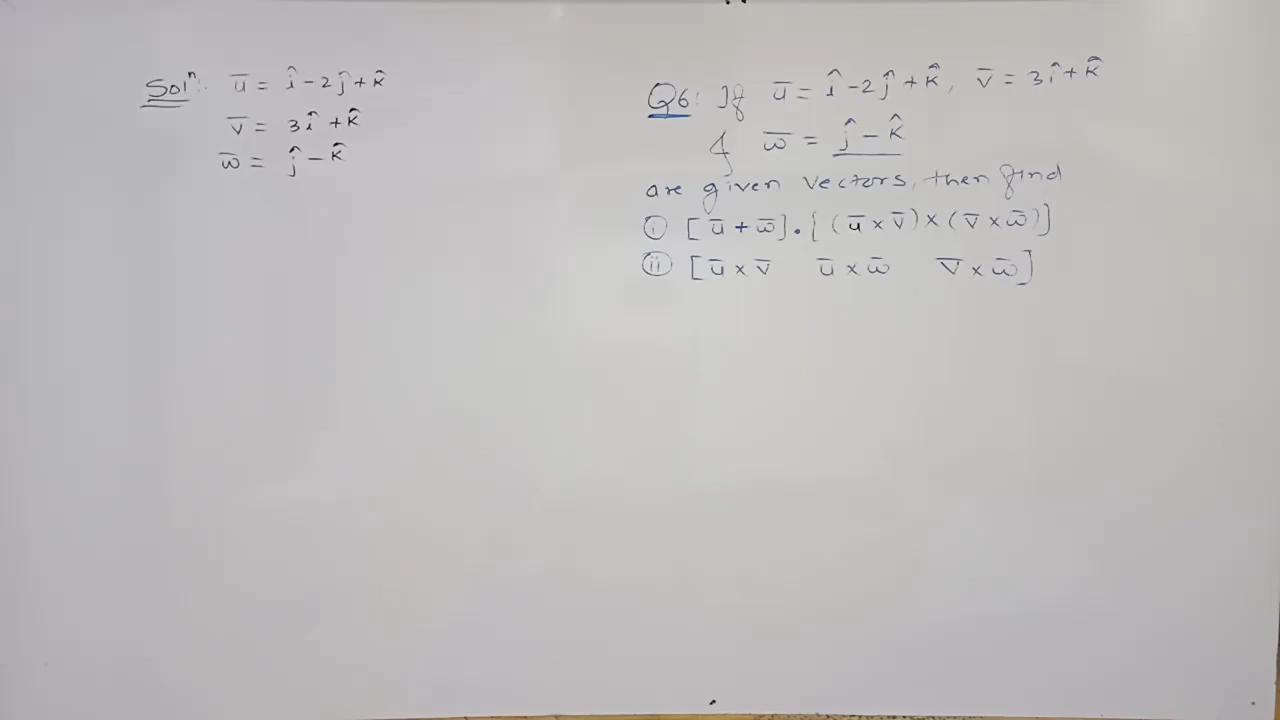 Solⁿ: ū = î - 2ĵ + k̂
v̄ = 3î + k̂
w̄ = ĵ - k̂
Q6: If ū = î - 2ĵ + k̂, v̄ = 3î + k̂
& w̄ = ĵ - k̂
are given vectors, then find
(i) [ū + w̄] . [(ū × v̄) × (v̄ × w̄)]
(ii) [ū × v̄ ū × w̄ v̄ × w̄]